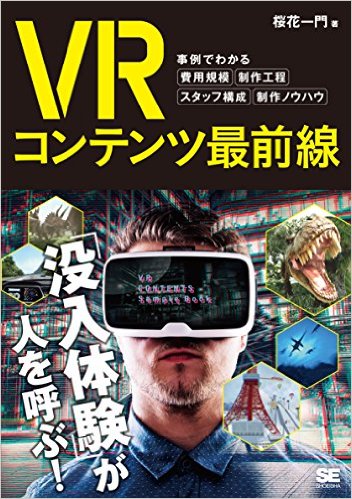 桜花一門 著
VR
事例でわかる
費用規模 制作工程
スタッフ構成 制作ノウハウ
コンテンツ最前線
VR
CONTENTS
Sample Book
「没入体験」が
人を呼ぶ!
SE
SHOEISHA